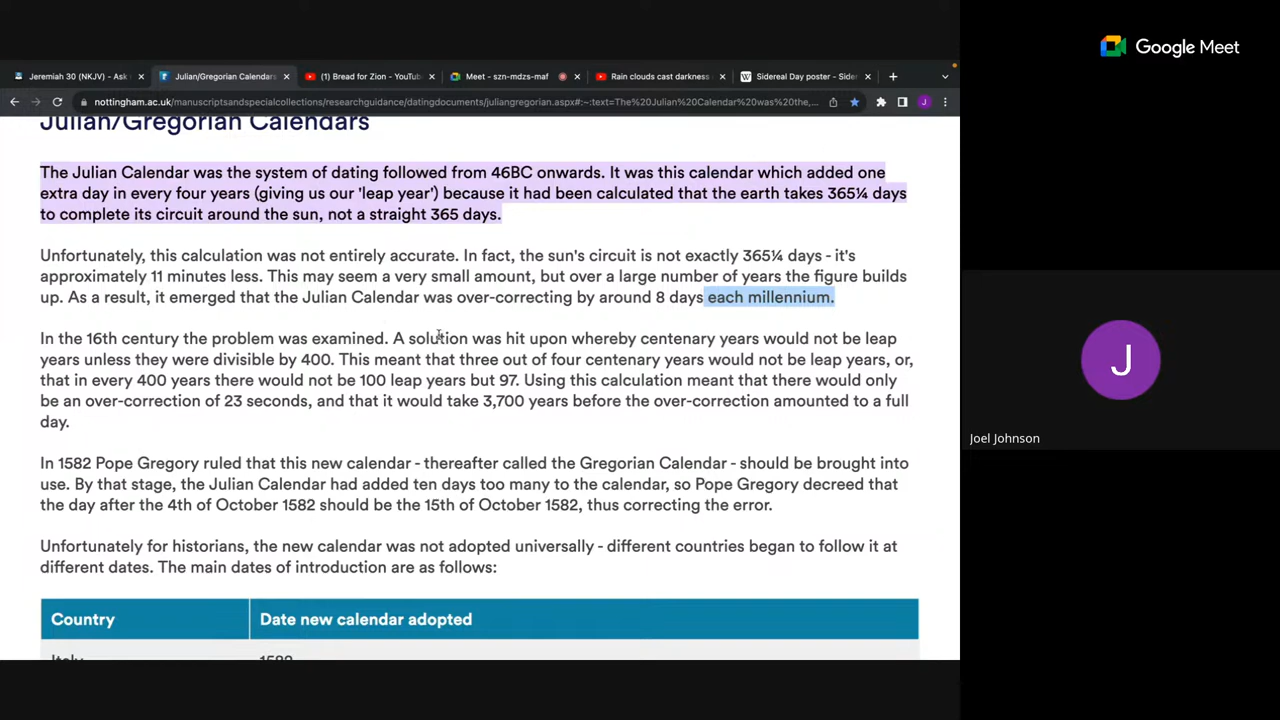 Google Meet
Jeremiah 30 (NKJV) - Ask
Julian/Gregorian Calendars
(1) Bread for Zion - YouTub
Meet - szn-mdzs-maf
Rain clouds cast darkness
Sidereal Day poster - Sider
nottingham.ac.uk/manuscriptsandspecialcollections/researchguidance/datingdocuments/juliangregorian.aspx#:~:text=The%20Julian%20Calendar%20was%20the,...
Julian/Gregorian Calendars
The Julian Calendar was the system of dating followed from 46BC onwards. It was this calendar which added one
extra day in every four years (giving us our 'leap year') because it had been calculated that the earth takes 365¼ days
to complete its circuit around the sun, not a straight 365 days.
Unfortunately, this calculation was not entirely accurate. In fact, the sun's circuit is not exactly 365¼ days - it's
approximately 11 minutes less. This may seem a very small amount, but over a large number of years the figure builds
up. As a result, it emerged that the Julian Calendar was over-correcting by around 8 days each millennium.
In the 16th century the problem was examined. A solution was hit upon whereby centenary years would not be leap
years unless they were divisible by 400. This meant that three out of four centenary years would not be leap years, or,
that in every 400 years there would not be 100 leap years but 97. Using this calculation meant that there would only
be an over-correction of 23 seconds, and that it would take 3,700 years before the over-correction amounted to a full
day.
In 1582 Pope Gregory ruled that this new calendar - thereafter called the Gregorian Calendar - should be brought into
use. By that stage, the Julian Calendar had added ten days too many to the calendar, so Pope Gregory decreed that
the day after the 4th of October 1582 should be the 15th of October 1582, thus correcting the error.
Unfortunately for historians, the new calendar was not adopted universally - different countries began to follow it at
different dates. The main dates of introduction are as follows:
Country Date new calendar adopted
Italy 1582
J
Joel Johnson